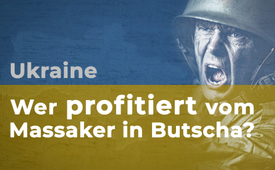 Ukraine
Wer profitiert vom
Massaker in Butscha?